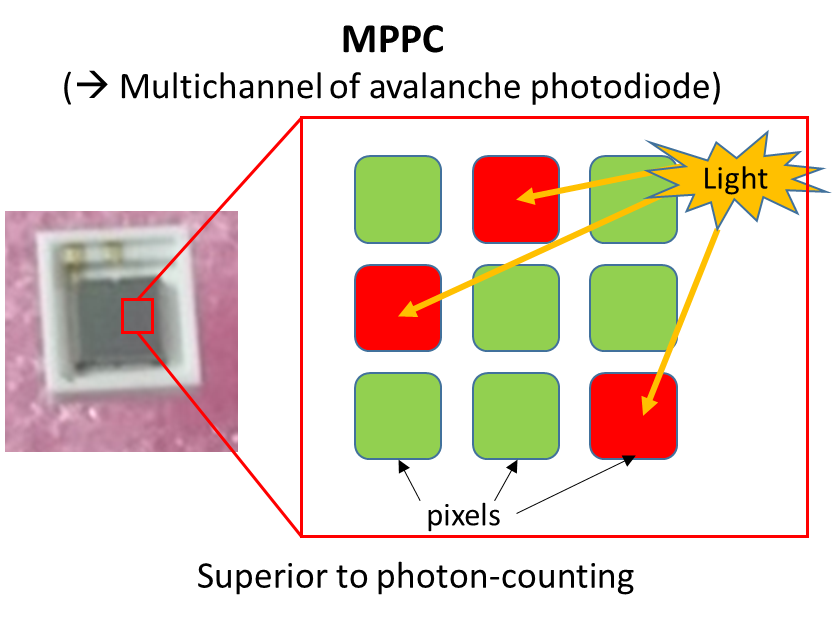 MPPC
(→ Multichannel of avalanche photodiode)
Light
pixels
Superior to photon-counting